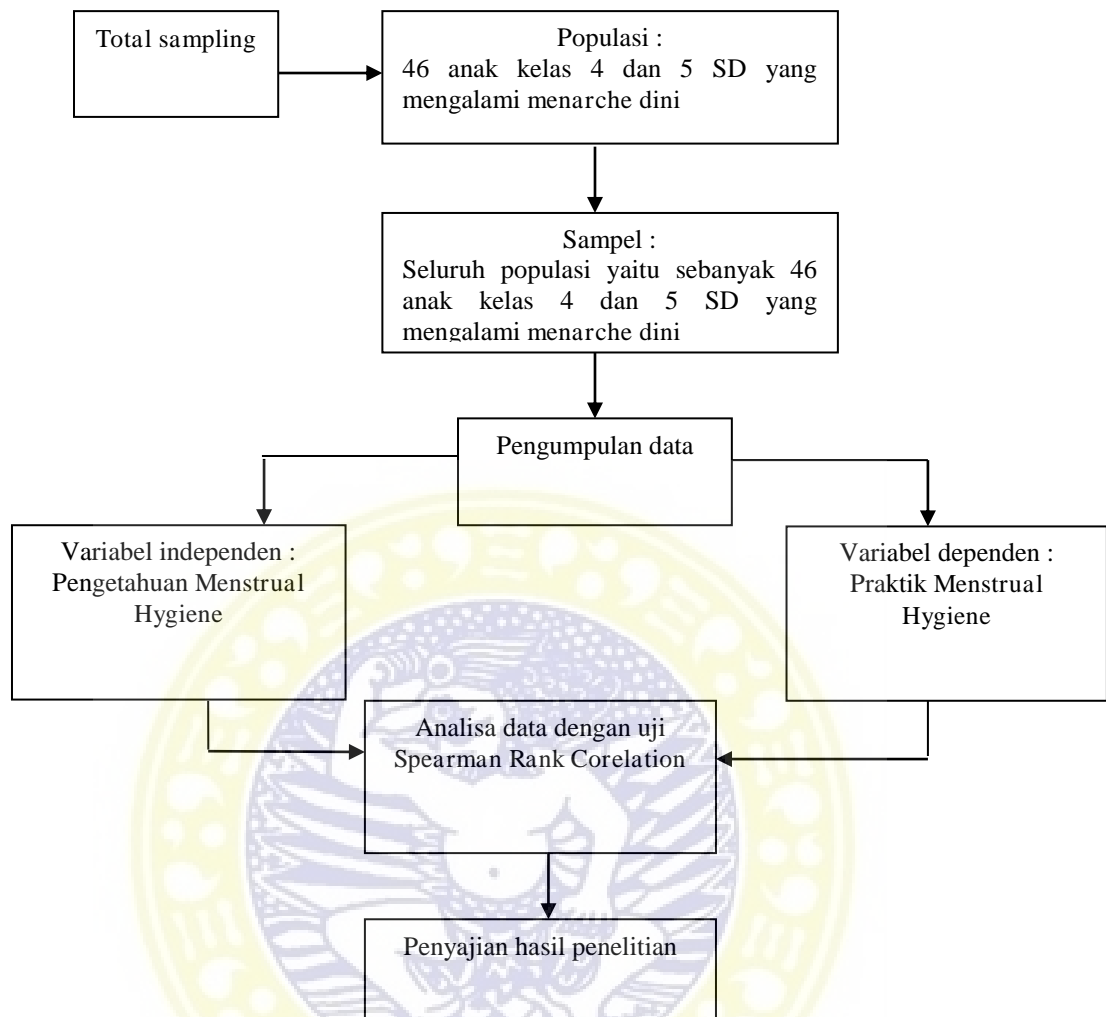 Total sampling
Populasi :
46 anak kelas 4 dan 5 SD yang
mengalami menarche dini
Sampel :
Seluruh populasi yaitu sebanyak 46
anak kelas 4 dan 5 SD yang
mengalami menarche dini
Pengumpulan data
Variabel independen :
Pengetahuan Menstrual
Hygiene
Variabel dependen :
Praktik Menstrual
Hygiene
Analisa data dengan uji
Spearman Rank Corelation
Penyajian hasil penelitian